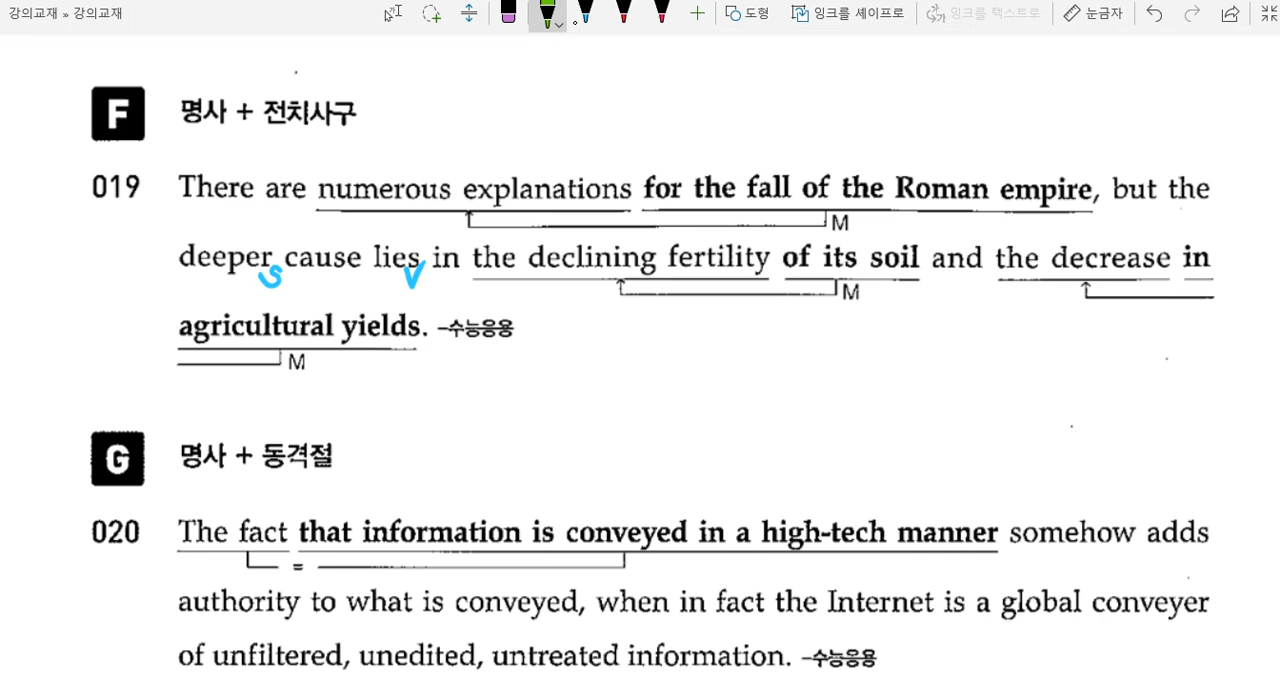 강의교재 » 강의교재 도형 잉크를 셰이프로 잉크를 텍스트로 눈금자
F 명사 + 전치사구
019 There are numerous explanations for the fall of the Roman empire, but the
M
deeper cause lies in the declining fertility of its soil and the decrease in
S V M
agricultural yields. –수능응용
M
G 명사 + 동격절
020 The fact that information is conveyed in a high-tech manner somehow adds
=
authority to what is conveyed, when in fact the Internet is a global conveyer
of unfiltered, unedited, untreated information. –수능응용